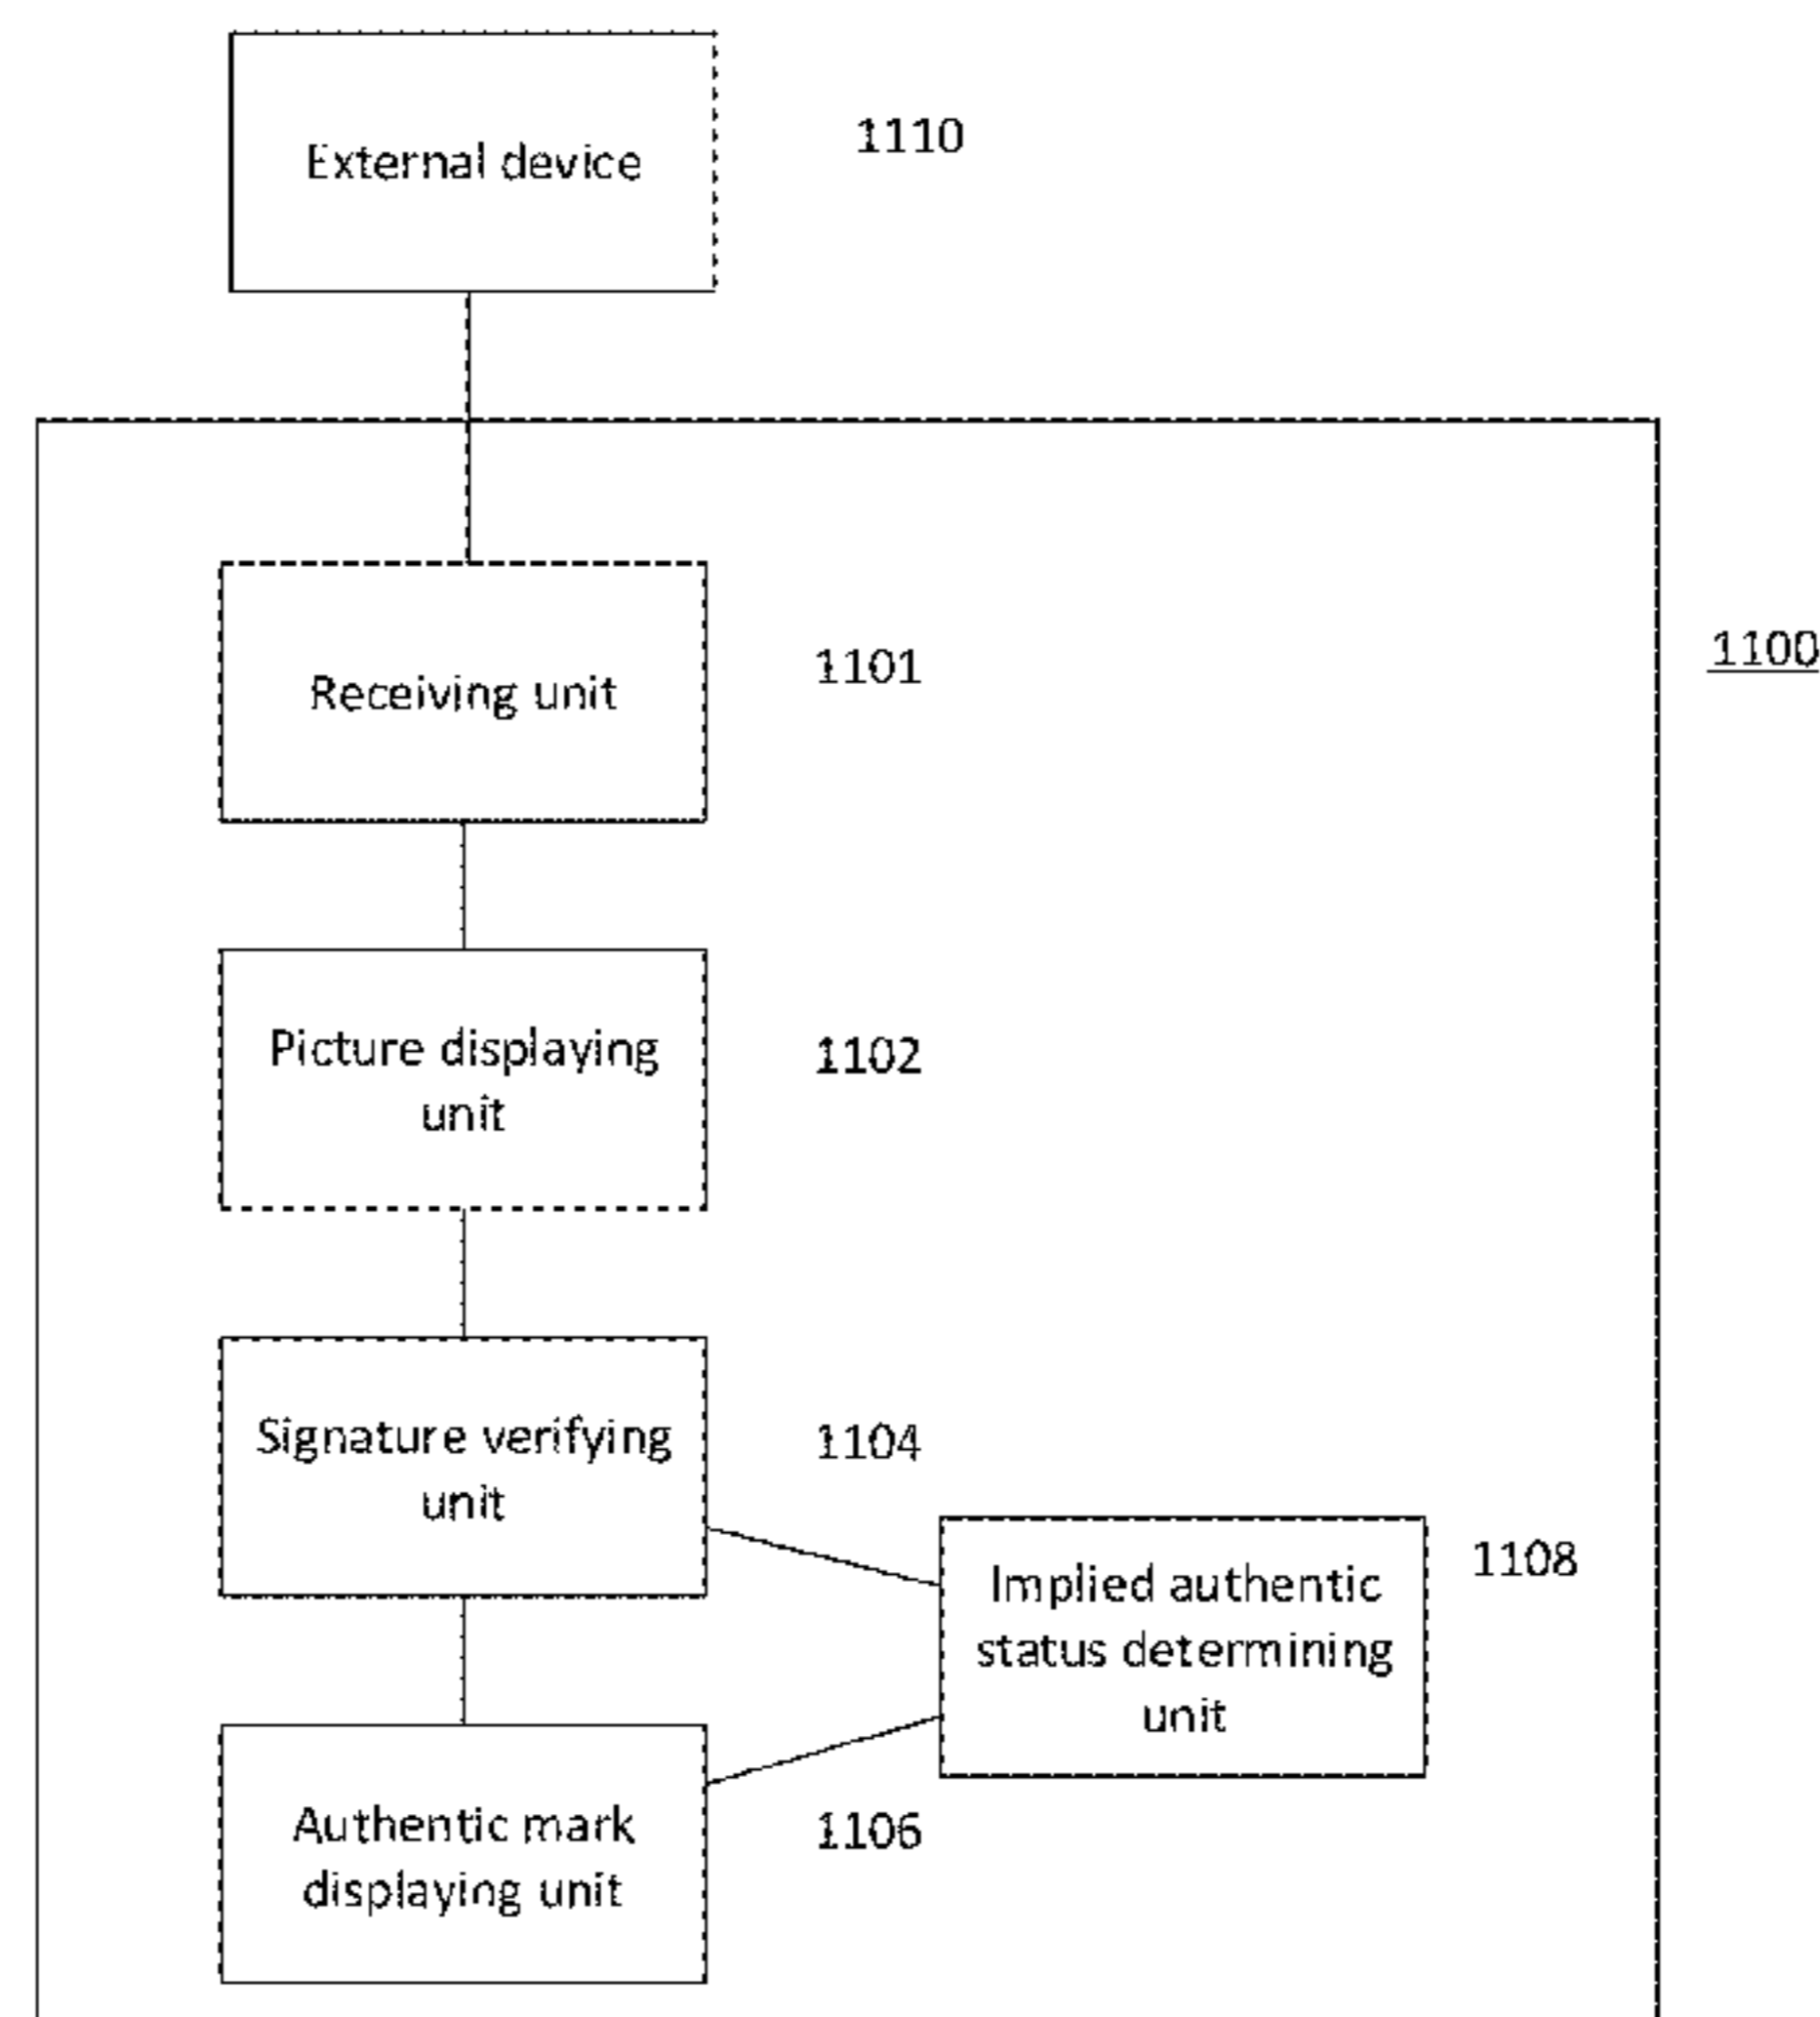 External device
1110
Receiving unit
1101
1100
Picture displaying
unit
1102
Signature verifying
unit
1104
Implied authentic
status determining
unit
1108
Authentic mark
displaying unit
1106